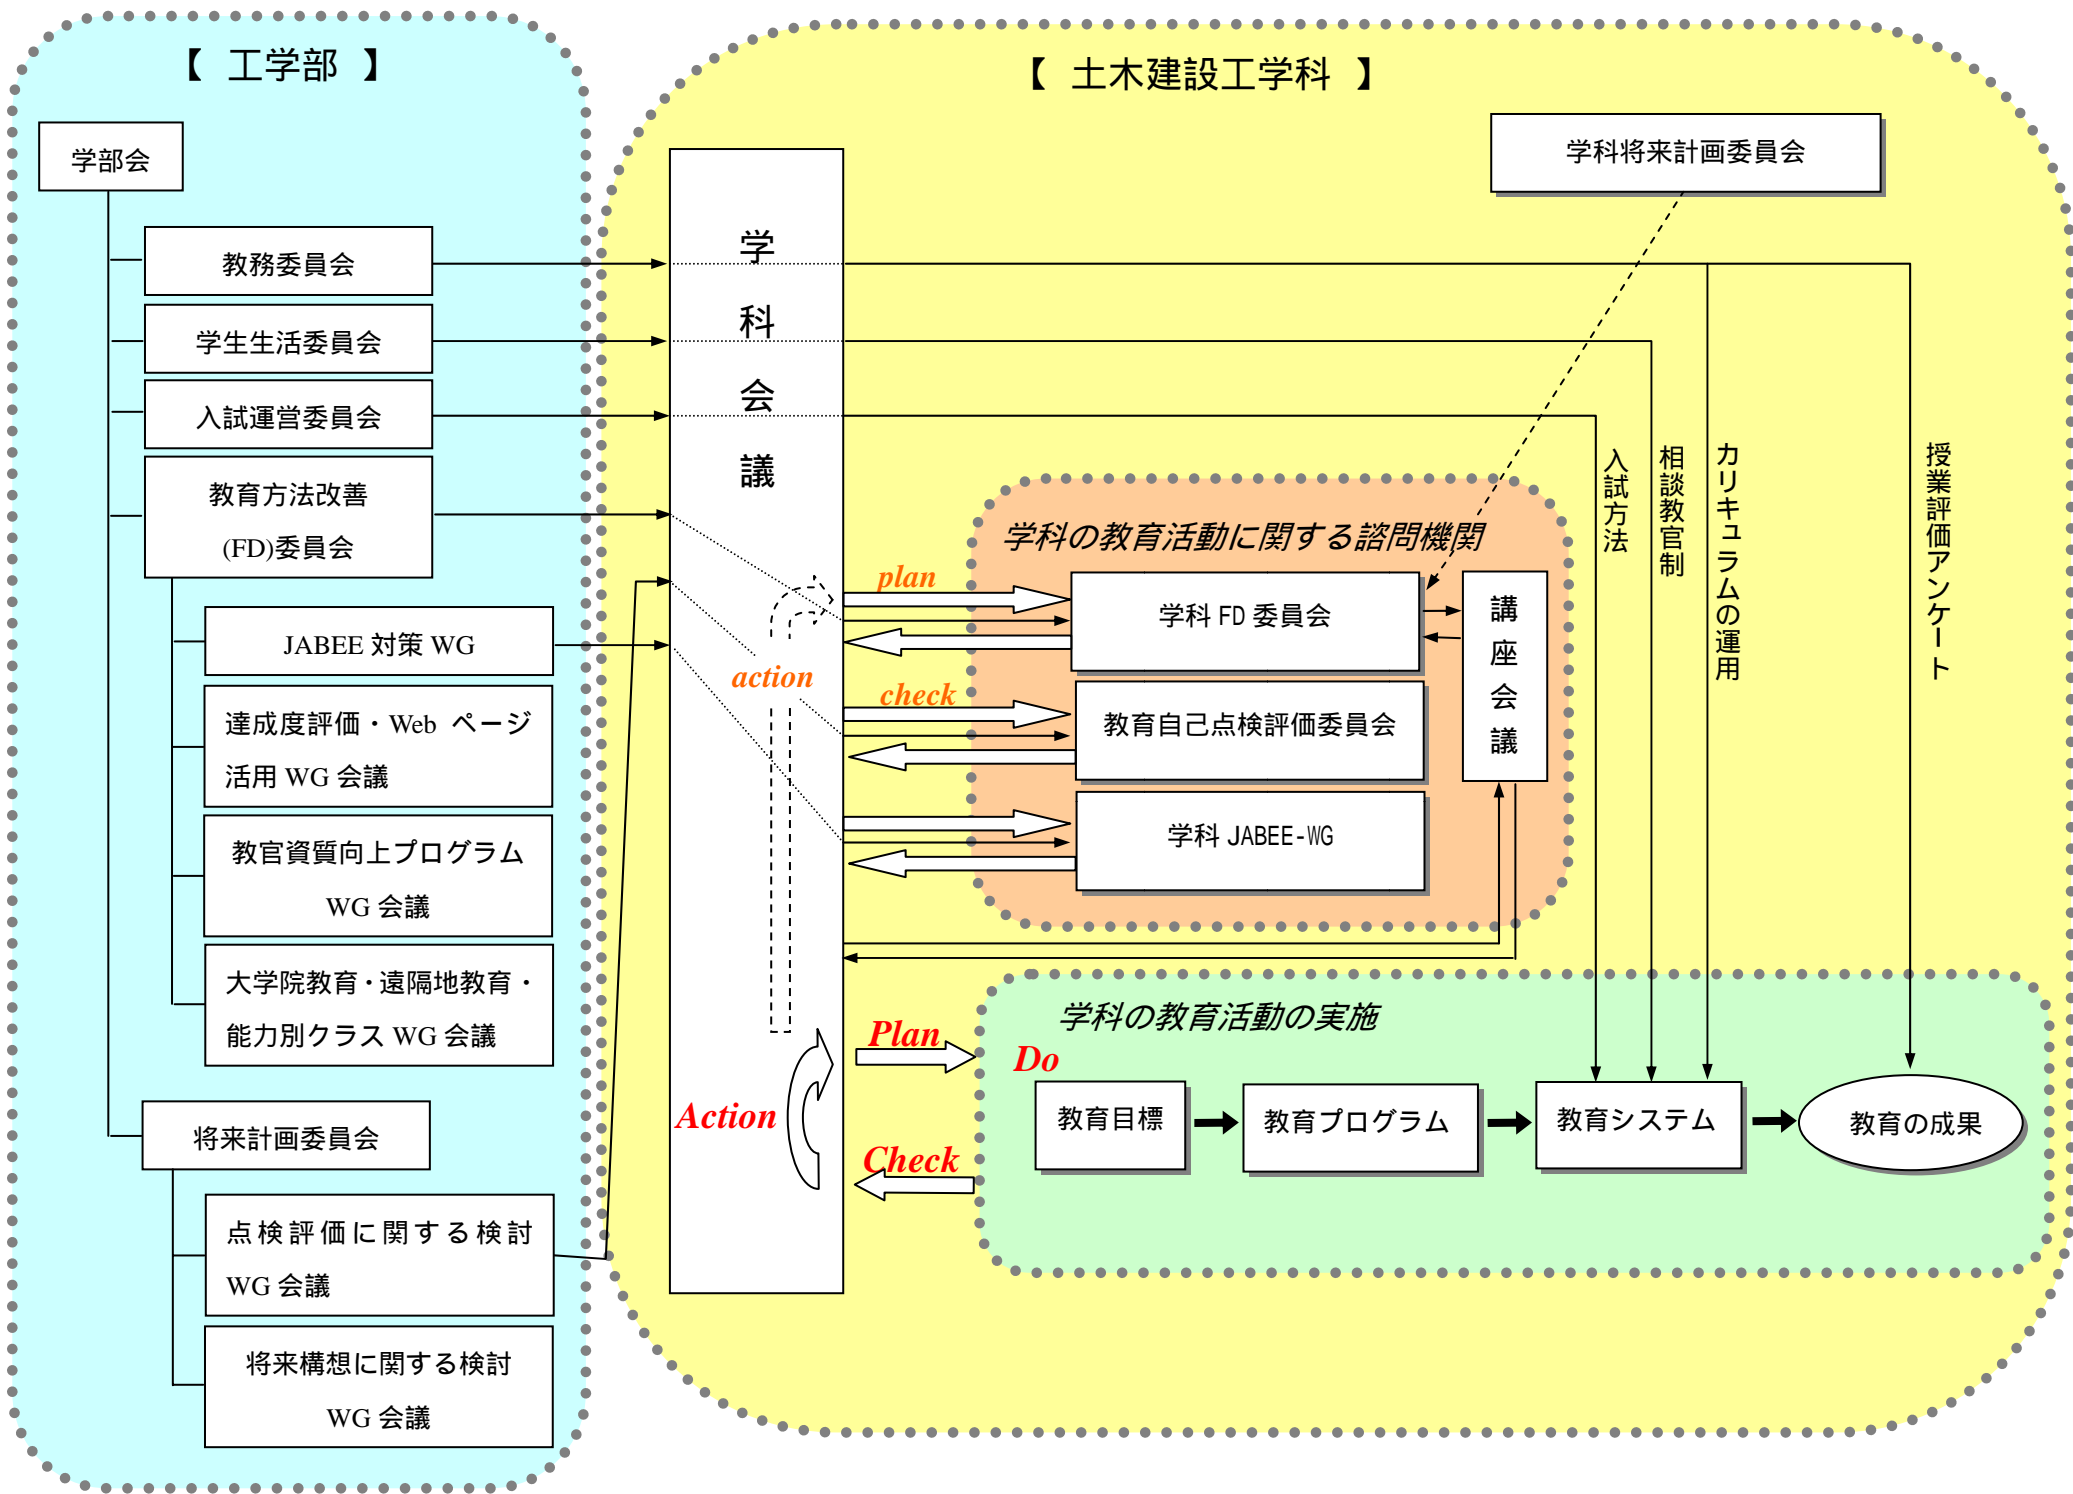 【 工学部 】
学部会
教務委員会
学生生活委員会
入試運営委員会
教育方法改善
(FD)委員会
JABEE 対策 WG
達成度評価・Web ページ
活用 WG 会議
教官資質向上プログラム
WG 会議
大学院教育・遠隔地教育・
能力別クラス WG 会議
将来計画委員会
点検評価に関する検討
WG 会議
将来構想に関する検討
WG 会議
【 土木建設工学科 】
学科会議
学科将来計画委員会
入試方法
相談教官制
カリキュラムの運用
授業評価アンケート
学科の教育活動に関する諮問機関
plan
学科 FD 委員会
action
check
教育自己点検評価委員会
学科 JABEE-WG
講座会議
学科の教育活動の実施
Plan
Do
Action
Check
教育目標
教育プログラム
教育システム
教育の成果